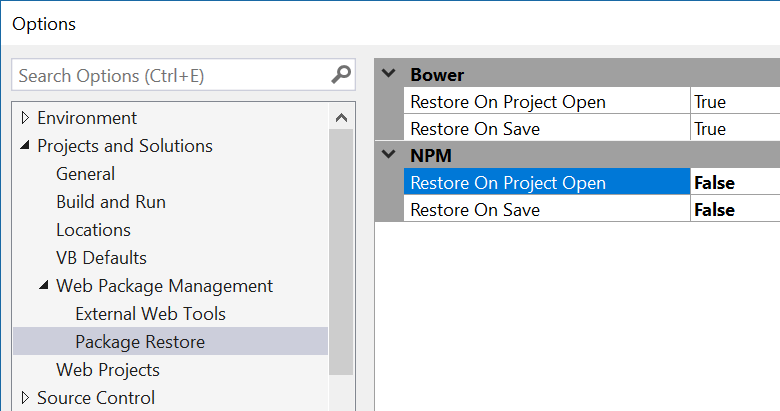 Options
Search Options (Ctrl+E)
Environment
Projects and Solutions
General
Build and Run
Locations
VB Defaults
Web Package Management
External Web Tools
Package Restore
Web Projects
Source Control
Bower
Restore On Project Open True
Restore On Save True
NPM
Restore On Project Open False
Restore On Save False